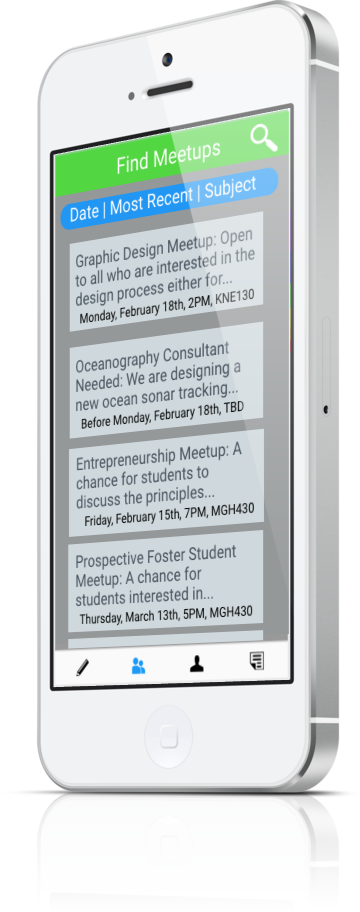 Find Meetups
Date | Most Recent | Subject
Graphic Design Meetup: Open
to all who are interested in the
design process either for...
Monday, February 18th, 2PM, KNE130
Oceanography Consultant
Needed: We are designing a
new ocean sonar tracking...
Before Monday, February 18th, TBD
Entrepreneurship Meetup: A
chance for students to
discuss the principles...
Friday, February 15th, 7PM, MGH430
Prospective Foster Student
Meetup: A chance for
students interested in...
Thursday, March 13th, 5PM, MGH430